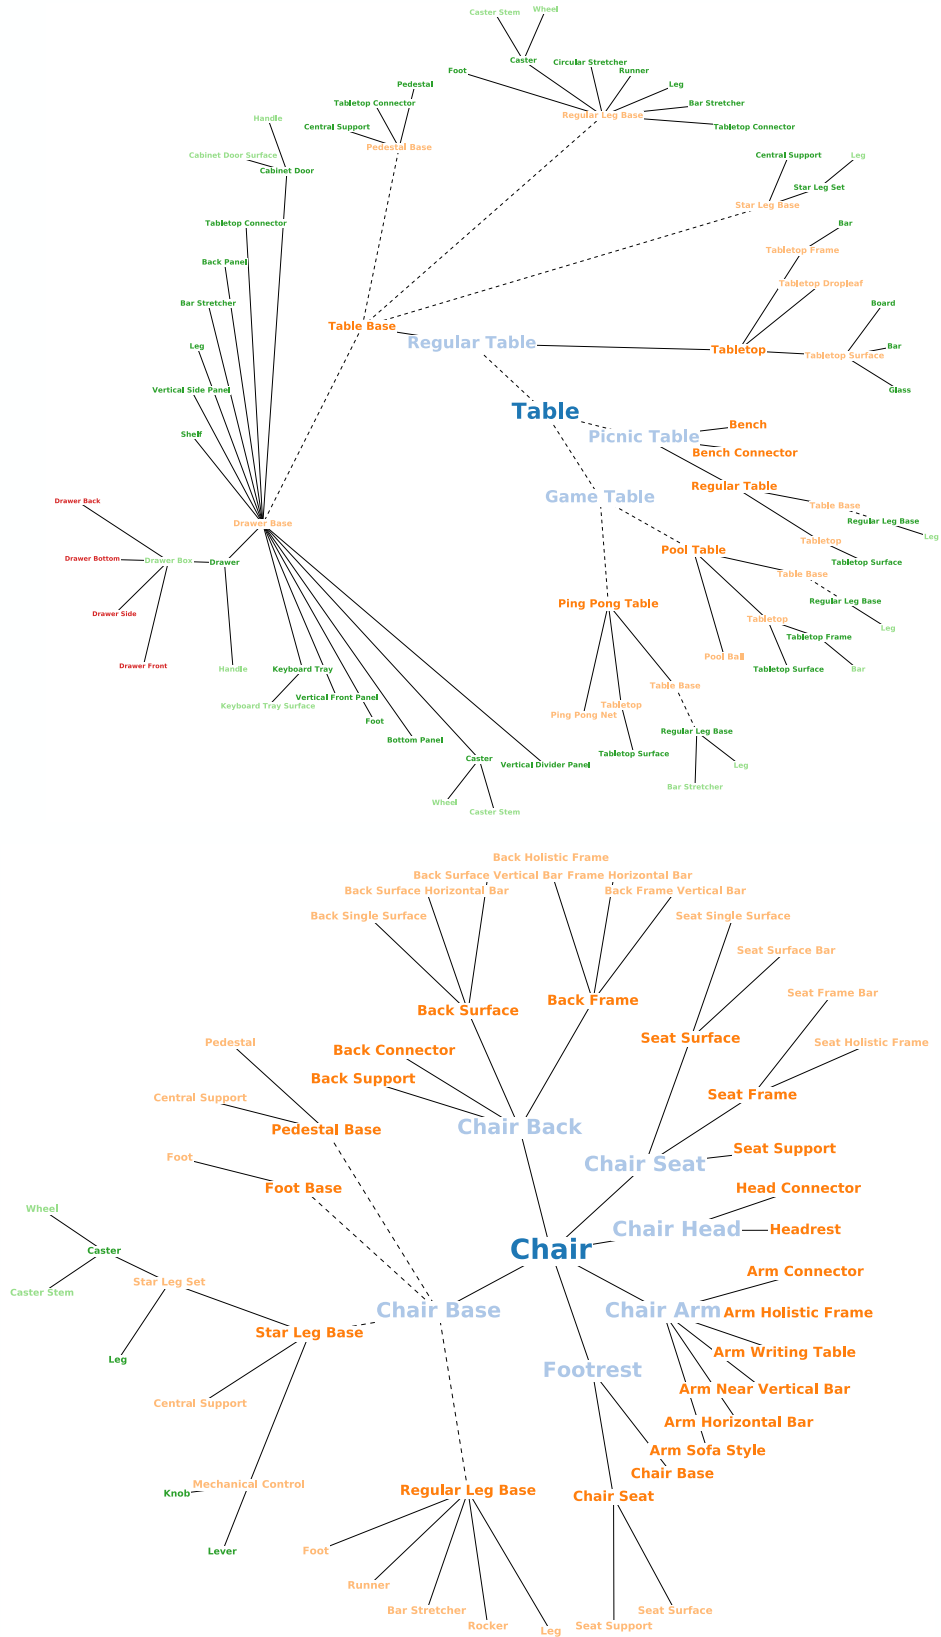 Caster Stem
Wheel
Caster
Circular Stretcher
Foot
Runner
Leg
Pedestal
Tabletop Connector
Bar Stretcher
Regular Leg Base
Handle
Central Support
Tabletop Connector
Pedestal Base
Cabinet Door Surface
Central Support
Leg
Cabinet Door
Star Leg Set
Star Leg Base
Tabletop Connector
Bar
Tabletop Frame
Back Panel
Tabletop Dropleaf
Bar Stretcher
Board
Table Base
Regular Table
Leg
Tabletop
Bar
Tabletop Surface
Vertical Side Panel
Glass
Table
Shelf
Picnic Table
Bench
Bench Connector
Regular Table
Drawer Back
Game Table
Table Base
Drawer Base
Regular Leg Base
Leg
Tabletop
Pool Table
Drawer Bottom
Drawer Box
Drawer
Tabletop Surface
Table Base
Ping Pong Table
Regular Leg Base
Drawer Side
Tabletop
Leg
Tabletop Frame
Pool Ball
Drawer Front
Handle
Keyboard Tray
Tabletop Surface
Bar
Table Base
Vertical Front Panel
Keyboard Tray Surface
Tabletop
Ping Pong Net
Foot
Regular Leg Base
Bottom Panel
Tabletop Surface
Caster
Vertical Divider Panel
Leg
Bar Stretcher
Wheel
Caster Stem
Back Holistic Frame
Back Surface Vertical Bar
Frame Horizontal Bar
Back Surface Horizontal Bar
Back Frame Vertical Bar
Back Single Surface
Seat Single Surface
Seat Surface Bar
Seat Frame Bar
Back Surface
Back Frame
Seat Surface
Pedestal
Seat Holistic Frame
Back Connector
Back Support
Seat Frame
Central Support
Pedestal Base
Chair Back
Seat Support
Foot
Chair Seat
Foot Base
Head Connector
Wheel
Chair Head
Headrest
Caster
Chair
Arm Connector
Star Leg Set
Caster Stem
Chair Base
Chair Arm
Arm Holistic Frame
Star Leg Base
Arm Writing Table
Leg
Footrest
Arm Near Vertical Bar
Central Support
Arm Horizontal Bar
Arm Sofa Style
Chair Base
Mechanical Control
Knob
Regular Leg Base
Chair Seat
Lever
Foot
Runner
Bar Stretcher
Seat Surface
Rocker
Seat Support
Leg